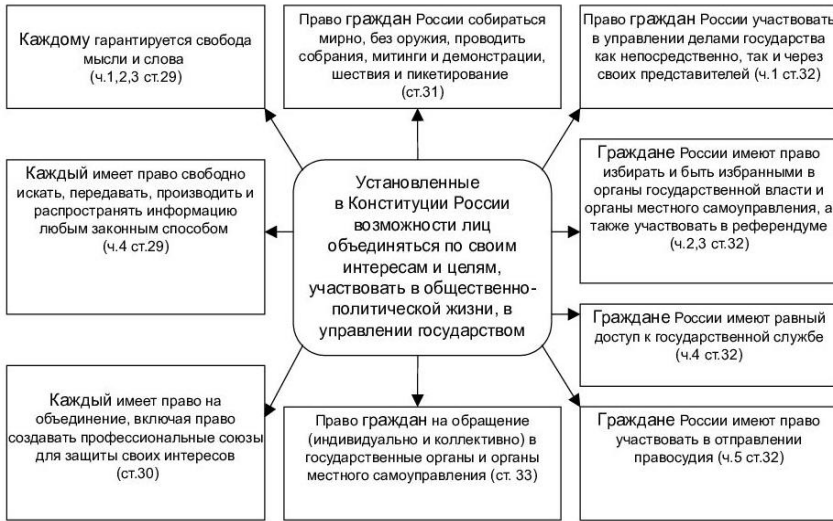 Каждому гарантируется свобода
мысли и слова
(ч.1,2,3 ст.29)
Право граждан России собираться
мирно, без оружия, проводить
собрания, митинги и демонстрации,
шествия и пикетирование
(ст.31)
Право граждан России участвовать
в управлении делами государства
как непосредственно, так и через
своих представителей (ч.1 ст.32)
Каждый имеет право свободно
искать, передавать, производить и
распространять информацию
любым законным способом
(ч.4 ст.29)
Установленные
в Конституции России
возможности лиц
объединяться по своим
интересам и целям,
участвовать в общественно-
политической жизни, в
управлении государством
Граждане России имеют право
избирать и быть избранными в
органы государственной власти и
органы местного самоуправления, а
также участвовать в референдуме
(ч.2,3 ст.32)
Граждане России имеют равный
доступ к государственной службе
(ч.4 ст.32)
Каждый имеет право на
объединение, включая право
создавать профессиональные союзы
для защиты своих интересов
(ст.30)
Право граждан на обращение
(индивидуально и коллективно) в
государственные органы и органы
местного самоуправления (ст. 33)
Граждане России имеют право
участвовать в отправлении
правосудия (ч.5 ст.32)